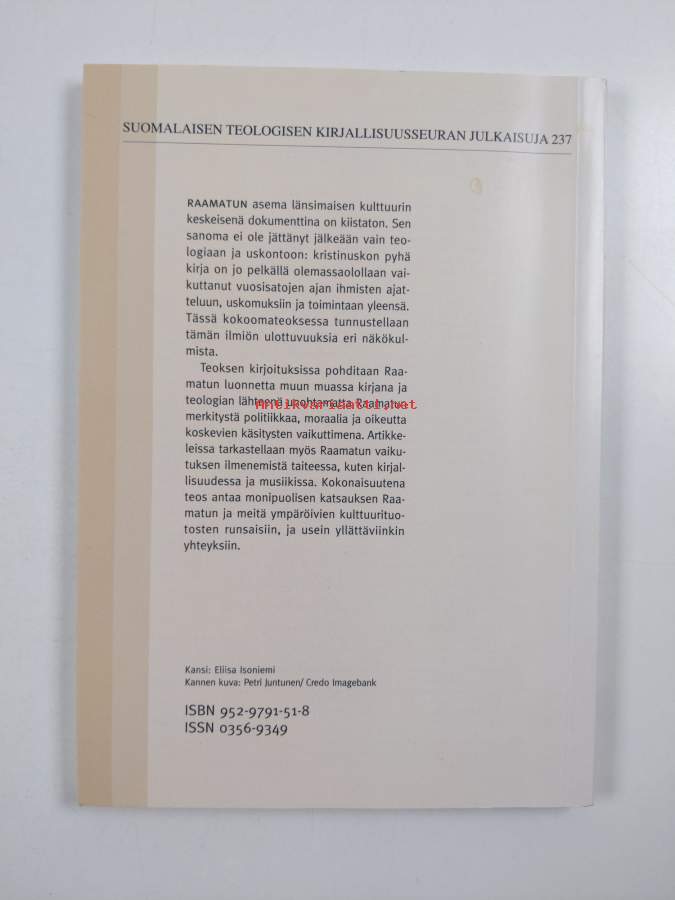 SUOMALAISEN TEOLOGISEN KIRJALLISUUSSEURAN JULKAISUJA 237
RAAMATUN asema länsimaisen kulttuurin
keskeisenä dokumenttina on kiistaton. Sen
sanoma ei ole jättänyt jälkeään vain teo-
logiaan ja uskontoon: kristinuskon pyhä
kirja on jo pelkällä olemassaolollaan vai-
kuttanut vuosisatojen ajan ihmisten ajat-
teluun, uskomuksiin ja toimintaan yleensä.
Tässä kokoomateoksessa tunnustellaan
tämän ilmiön ulottuvuuksia eri näkökul-
mista.
Teoksen kirjoituksissa pohditaan Raa-
matun luonnetta muun muassa kirjana ja
teologian lähteenä unohtamatta Raamatun
Antikvariaatti.net
merkitystä politiikkaa, moraalia ja oikeutta
koskevien käsitysten vaikuttimena. Artikke-
leissa tarkastellaan myös Raamatun vaiku-
tuksen ilmenemistä taiteessa, kuten kirjal-
lisuudessa ja musiikissa. Kokonaisuutena
teos antaa monipuolisen katsauksen Raa-
matun ja meitä ympäröivien kulttuurituo-
tosten runsaisiin, ja usein yllättäviinkin
yhteyksiin.
Kansi: Eliisa Isoniemi
Kannen kuva: Petri Juntunen/ Credo Imagebank
ISBN 952-9791-51-8
ISSN 0356-9349